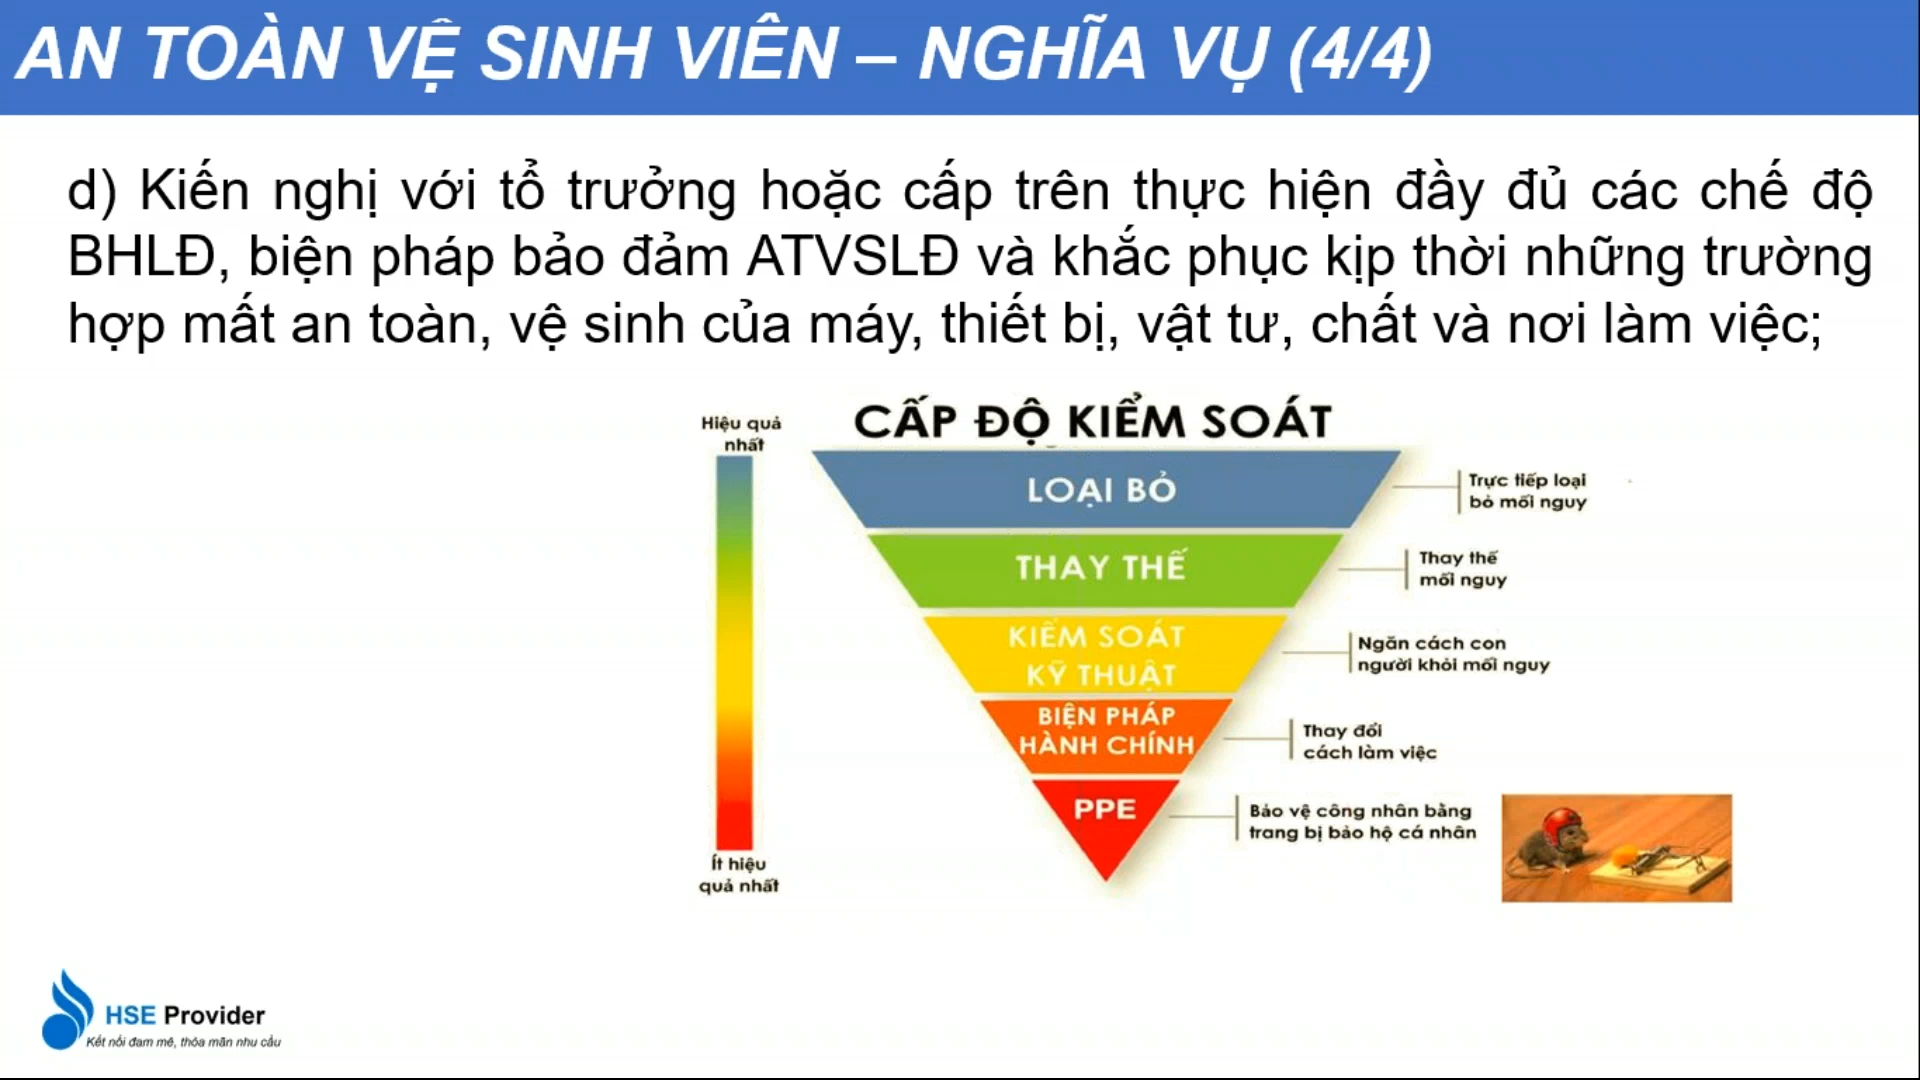 AN TOÀN VỆ SINH VIÊN – NGHĨA VỤ (4/4)
d) Kiến nghị với tổ trưởng hoặc cấp trên thực hiện đầy đủ các chế độ
BHLĐ, biện pháp bảo đảm ATVSLĐ và khắc phục kịp thời những trường
hợp mất an toàn, vệ sinh của máy, thiết bị, vật tư, chất và nơi làm việc;
CẤP ĐỘ KIỂM SOÁT
Hiệu quả
nhất
LOẠI BỎ
Trực tiếp loại
bỏ mối nguy
THAY THẾ
Thay thế
mối nguy
KIỂM SOÁT
KỸ THUẬT
Ngăn cách con
người khỏi mối nguy
BIỆN PHÁP
HÀNH CHÍNH
Thay đổi
cách làm việc
PPE
Bảo vệ công nhân bằng
trang bị bảo hộ cá nhân
Ít hiệu
quả nhất
HSE Provider
Kết nối đam mê, thỏa mãn nhu cầu